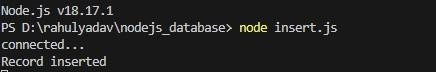 Node.js v18.17.1
PS D:\rahulyadav\nodejs_database> node insert.js
connected...
Record inserted